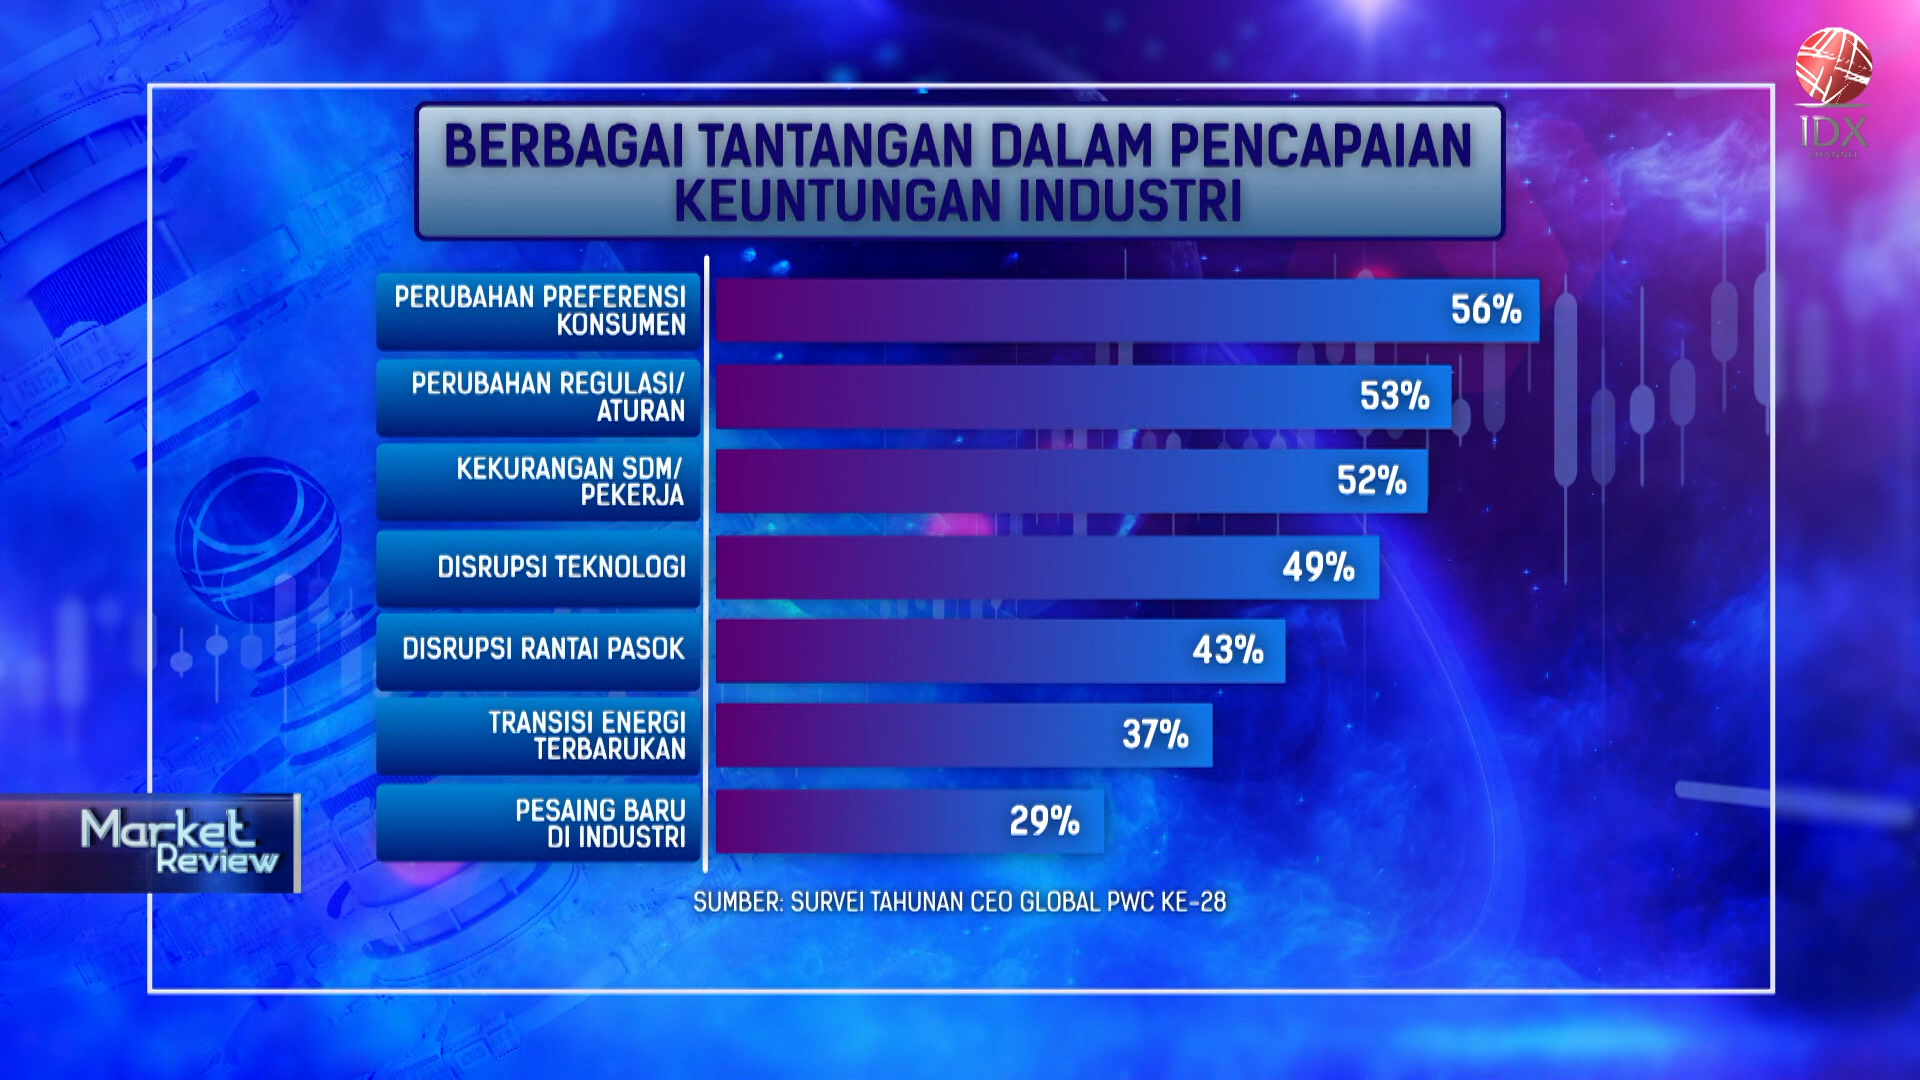 IDX
CHANNEL
BERBAGAI TANTANGAN DALAM PENCAPAIAN
KEUNTUNGAN INDUSTRI
PERUBAHAN PREFERENSI
KONSUMEN
56%
PERUBAHAN REGULASI/
ATURAN
53%
KEKURANGAN SDM/
PEKERJA
52%
DISRUPSI TEKNOLOGI
49%
DISRUPSI RANTAI PASOK
43%
TRANSISI ENERGI
TERBARUKAN
37%
PESAING BARU
DI INDUSTRI
29%
Market
Review
SUMBER: SURVEI TAHUNAN CEO GLOBAL PWC KE-28